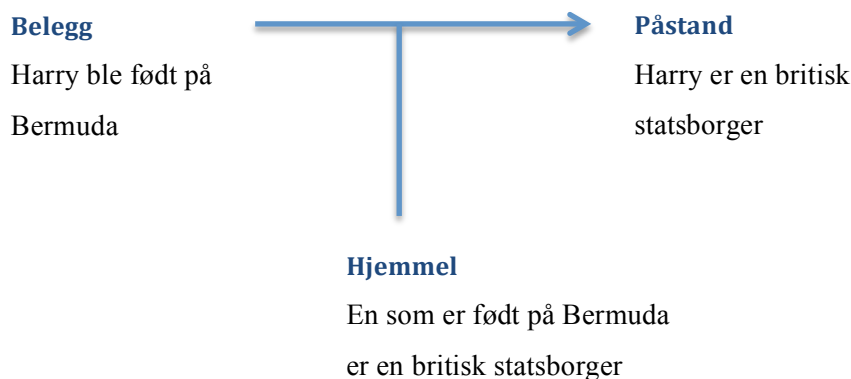 Belegg
Harry ble født på
Bermuda
Påstand
Harry er en britisk
statsborger
Hjemmel
En som er født på Bermuda
er en britisk statsborger